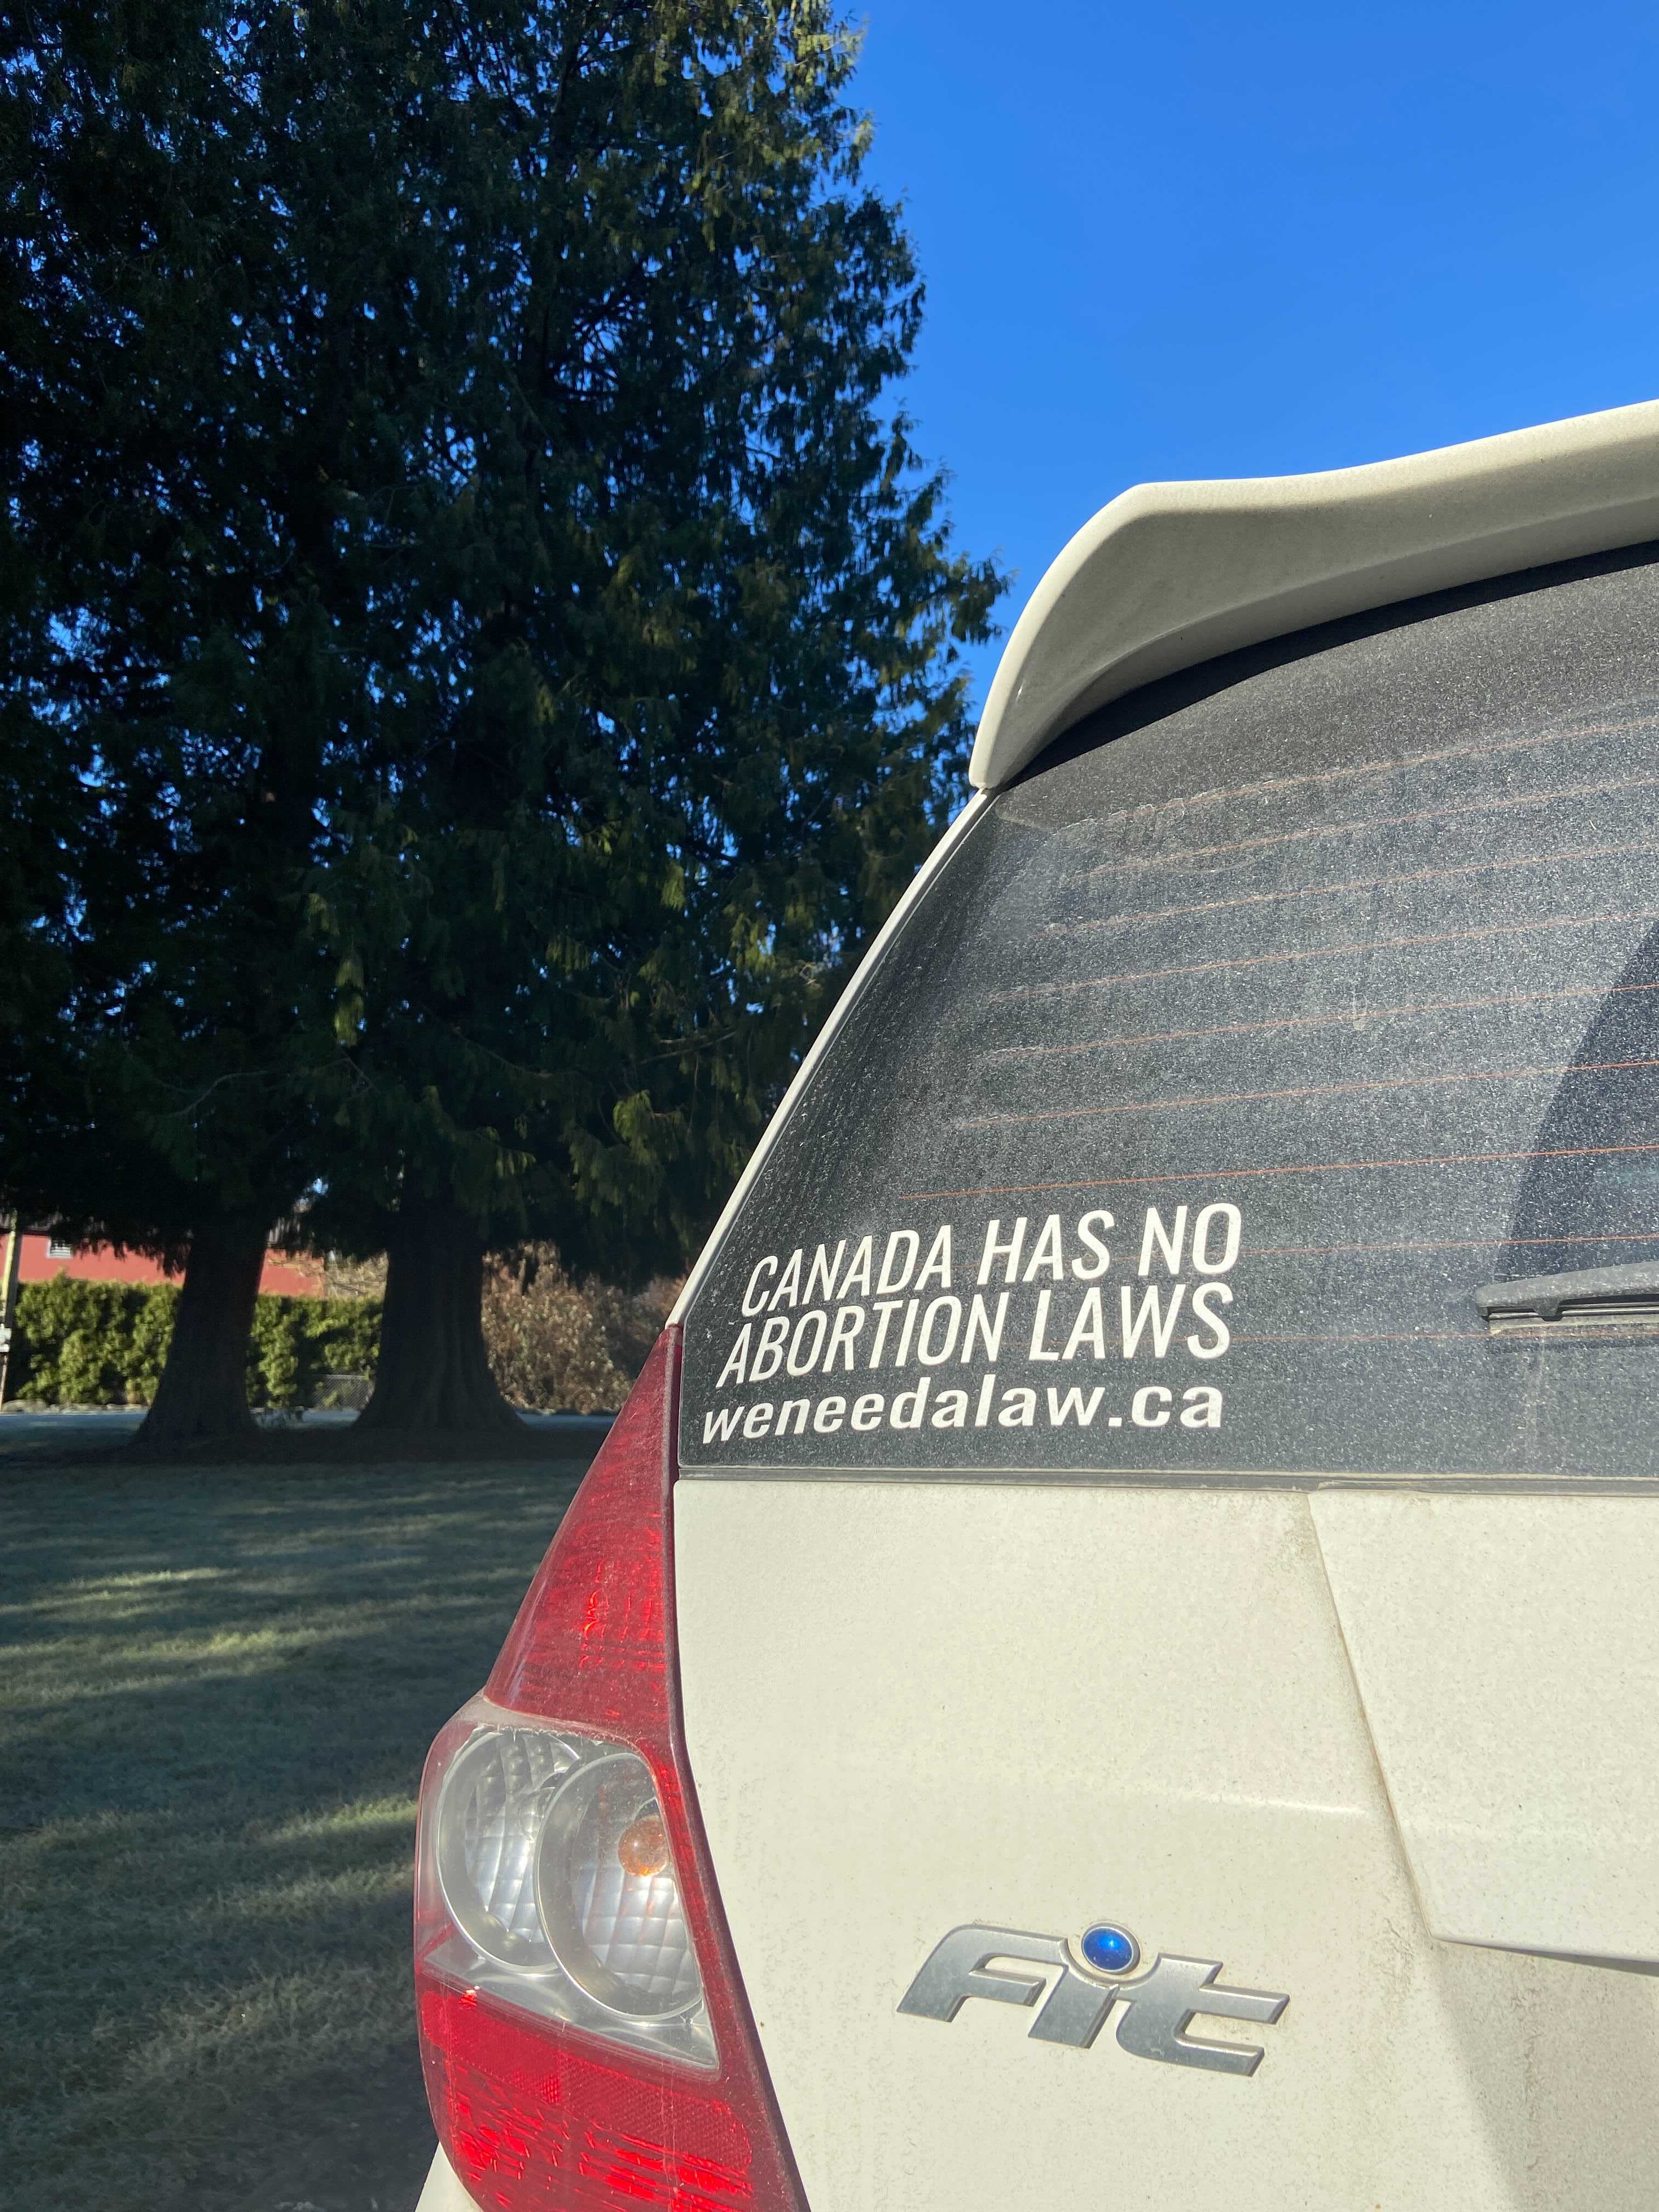 CANADA HAS NO
ABORTION LAWS
weneedalaw.ca
Fit